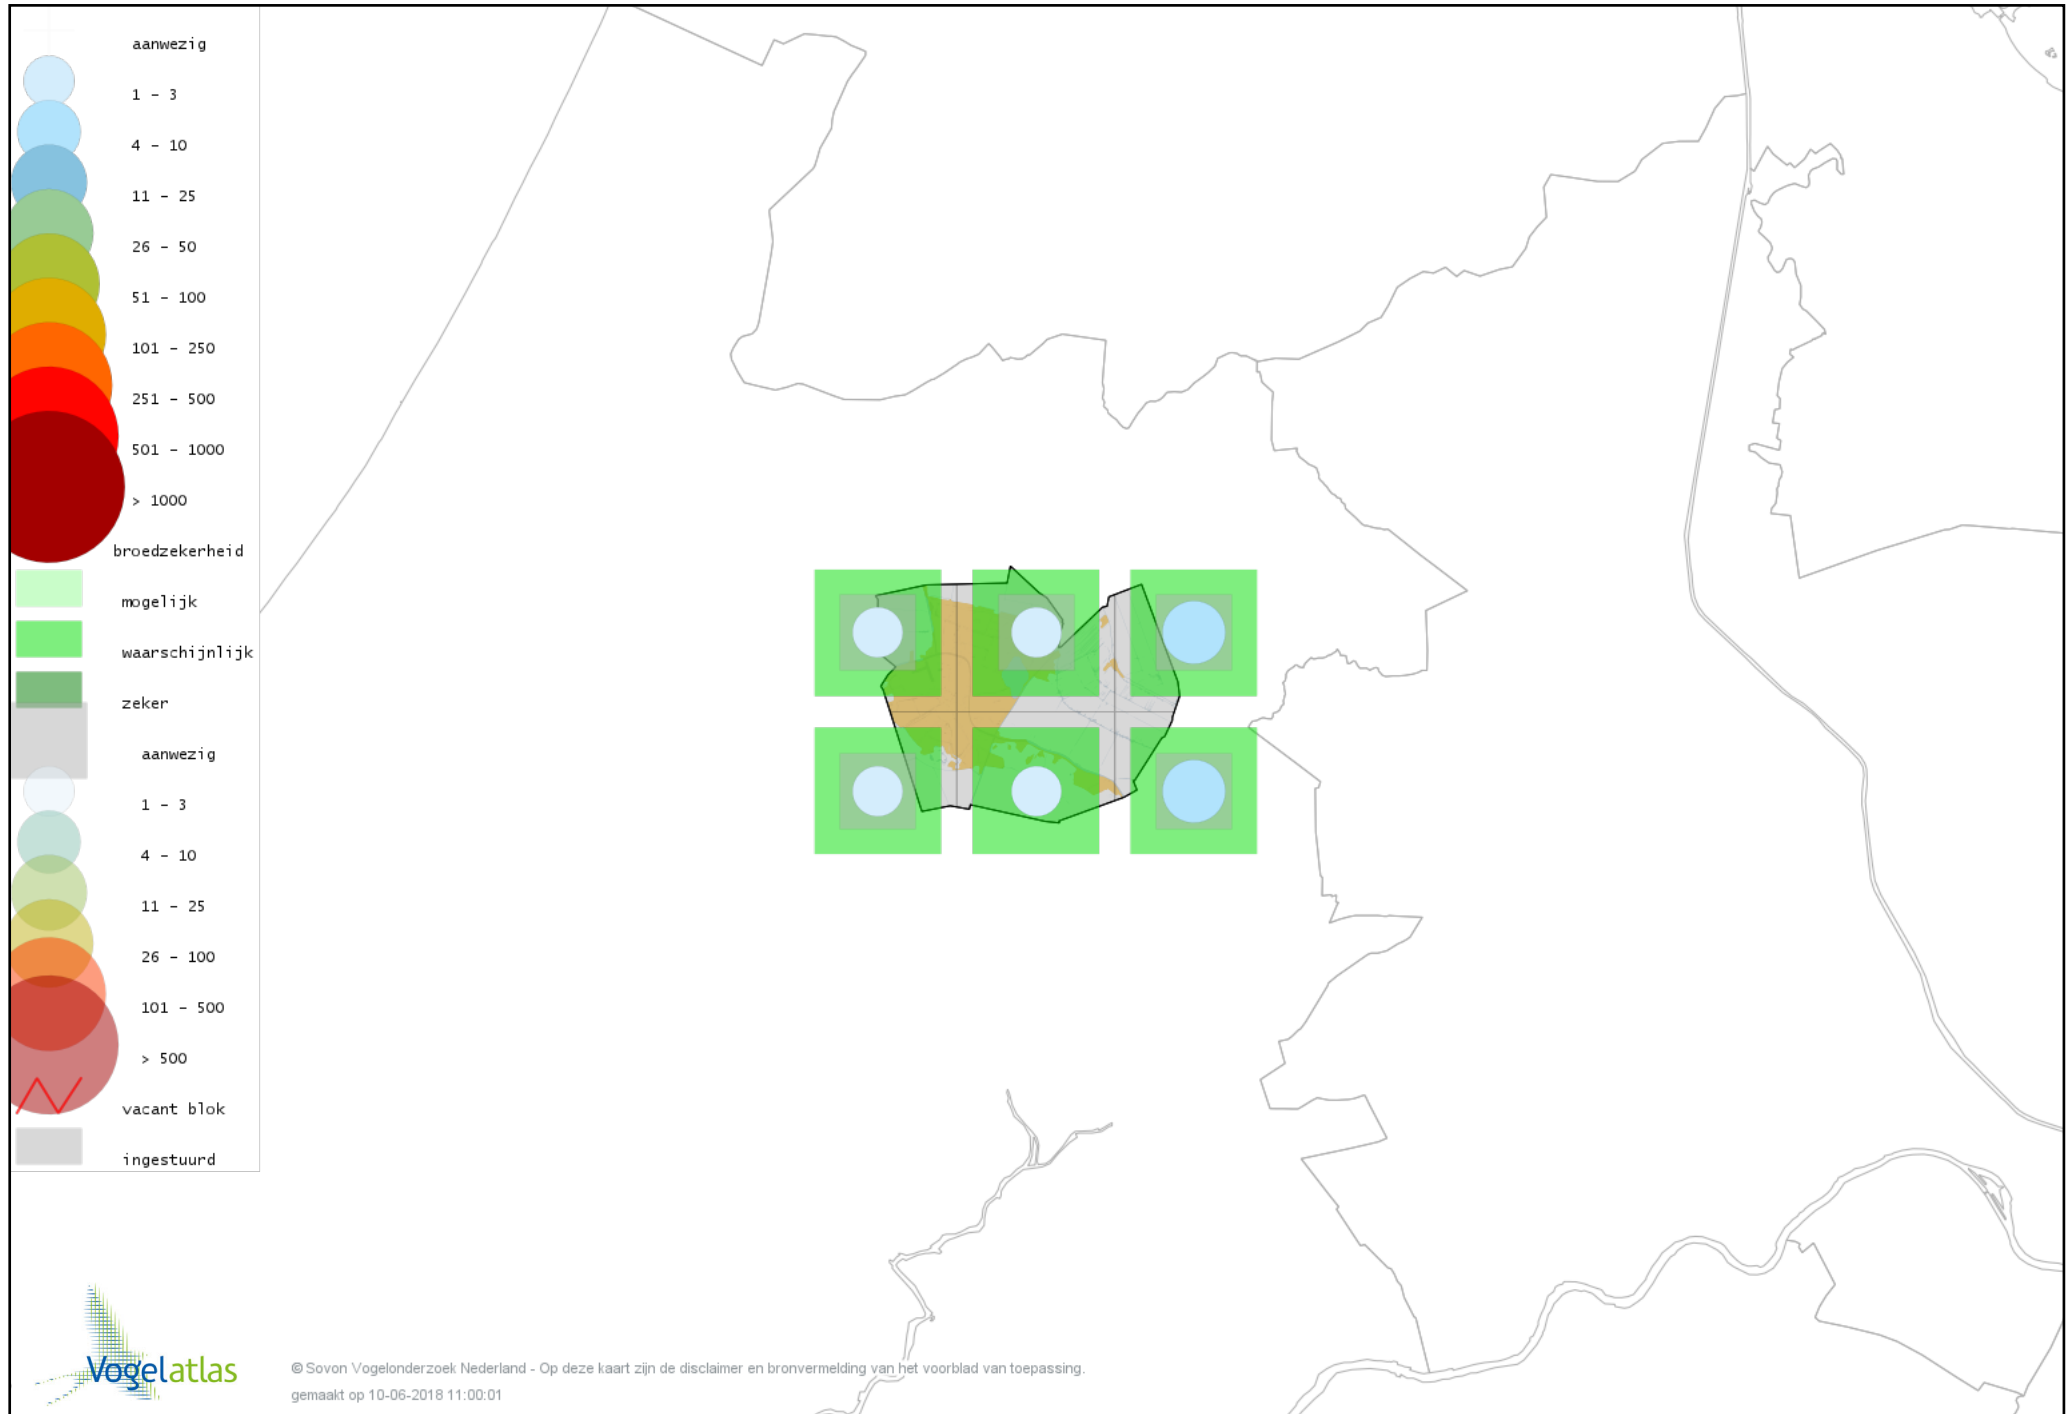 aanwezig
1 – 3
4 – 10
11 – 25
26 – 50
51 – 100
101 – 250
251 – 500
501 – 1000
> 1000
broedzekerheid
mogelijk
waarschijnlijk
zeker
aanwezig
1 – 3
4 – 10
11 – 25
26 – 100
101 – 500
> 500
vacant blok
ingestuurd
Vogelatlas
© Sovon Vogelonderzoek Nederland - Op deze kaart zijn de disclaimer en bronvermelding van het voorblad van toepassing.
gemaakt op 10-06-2018 11:00:01